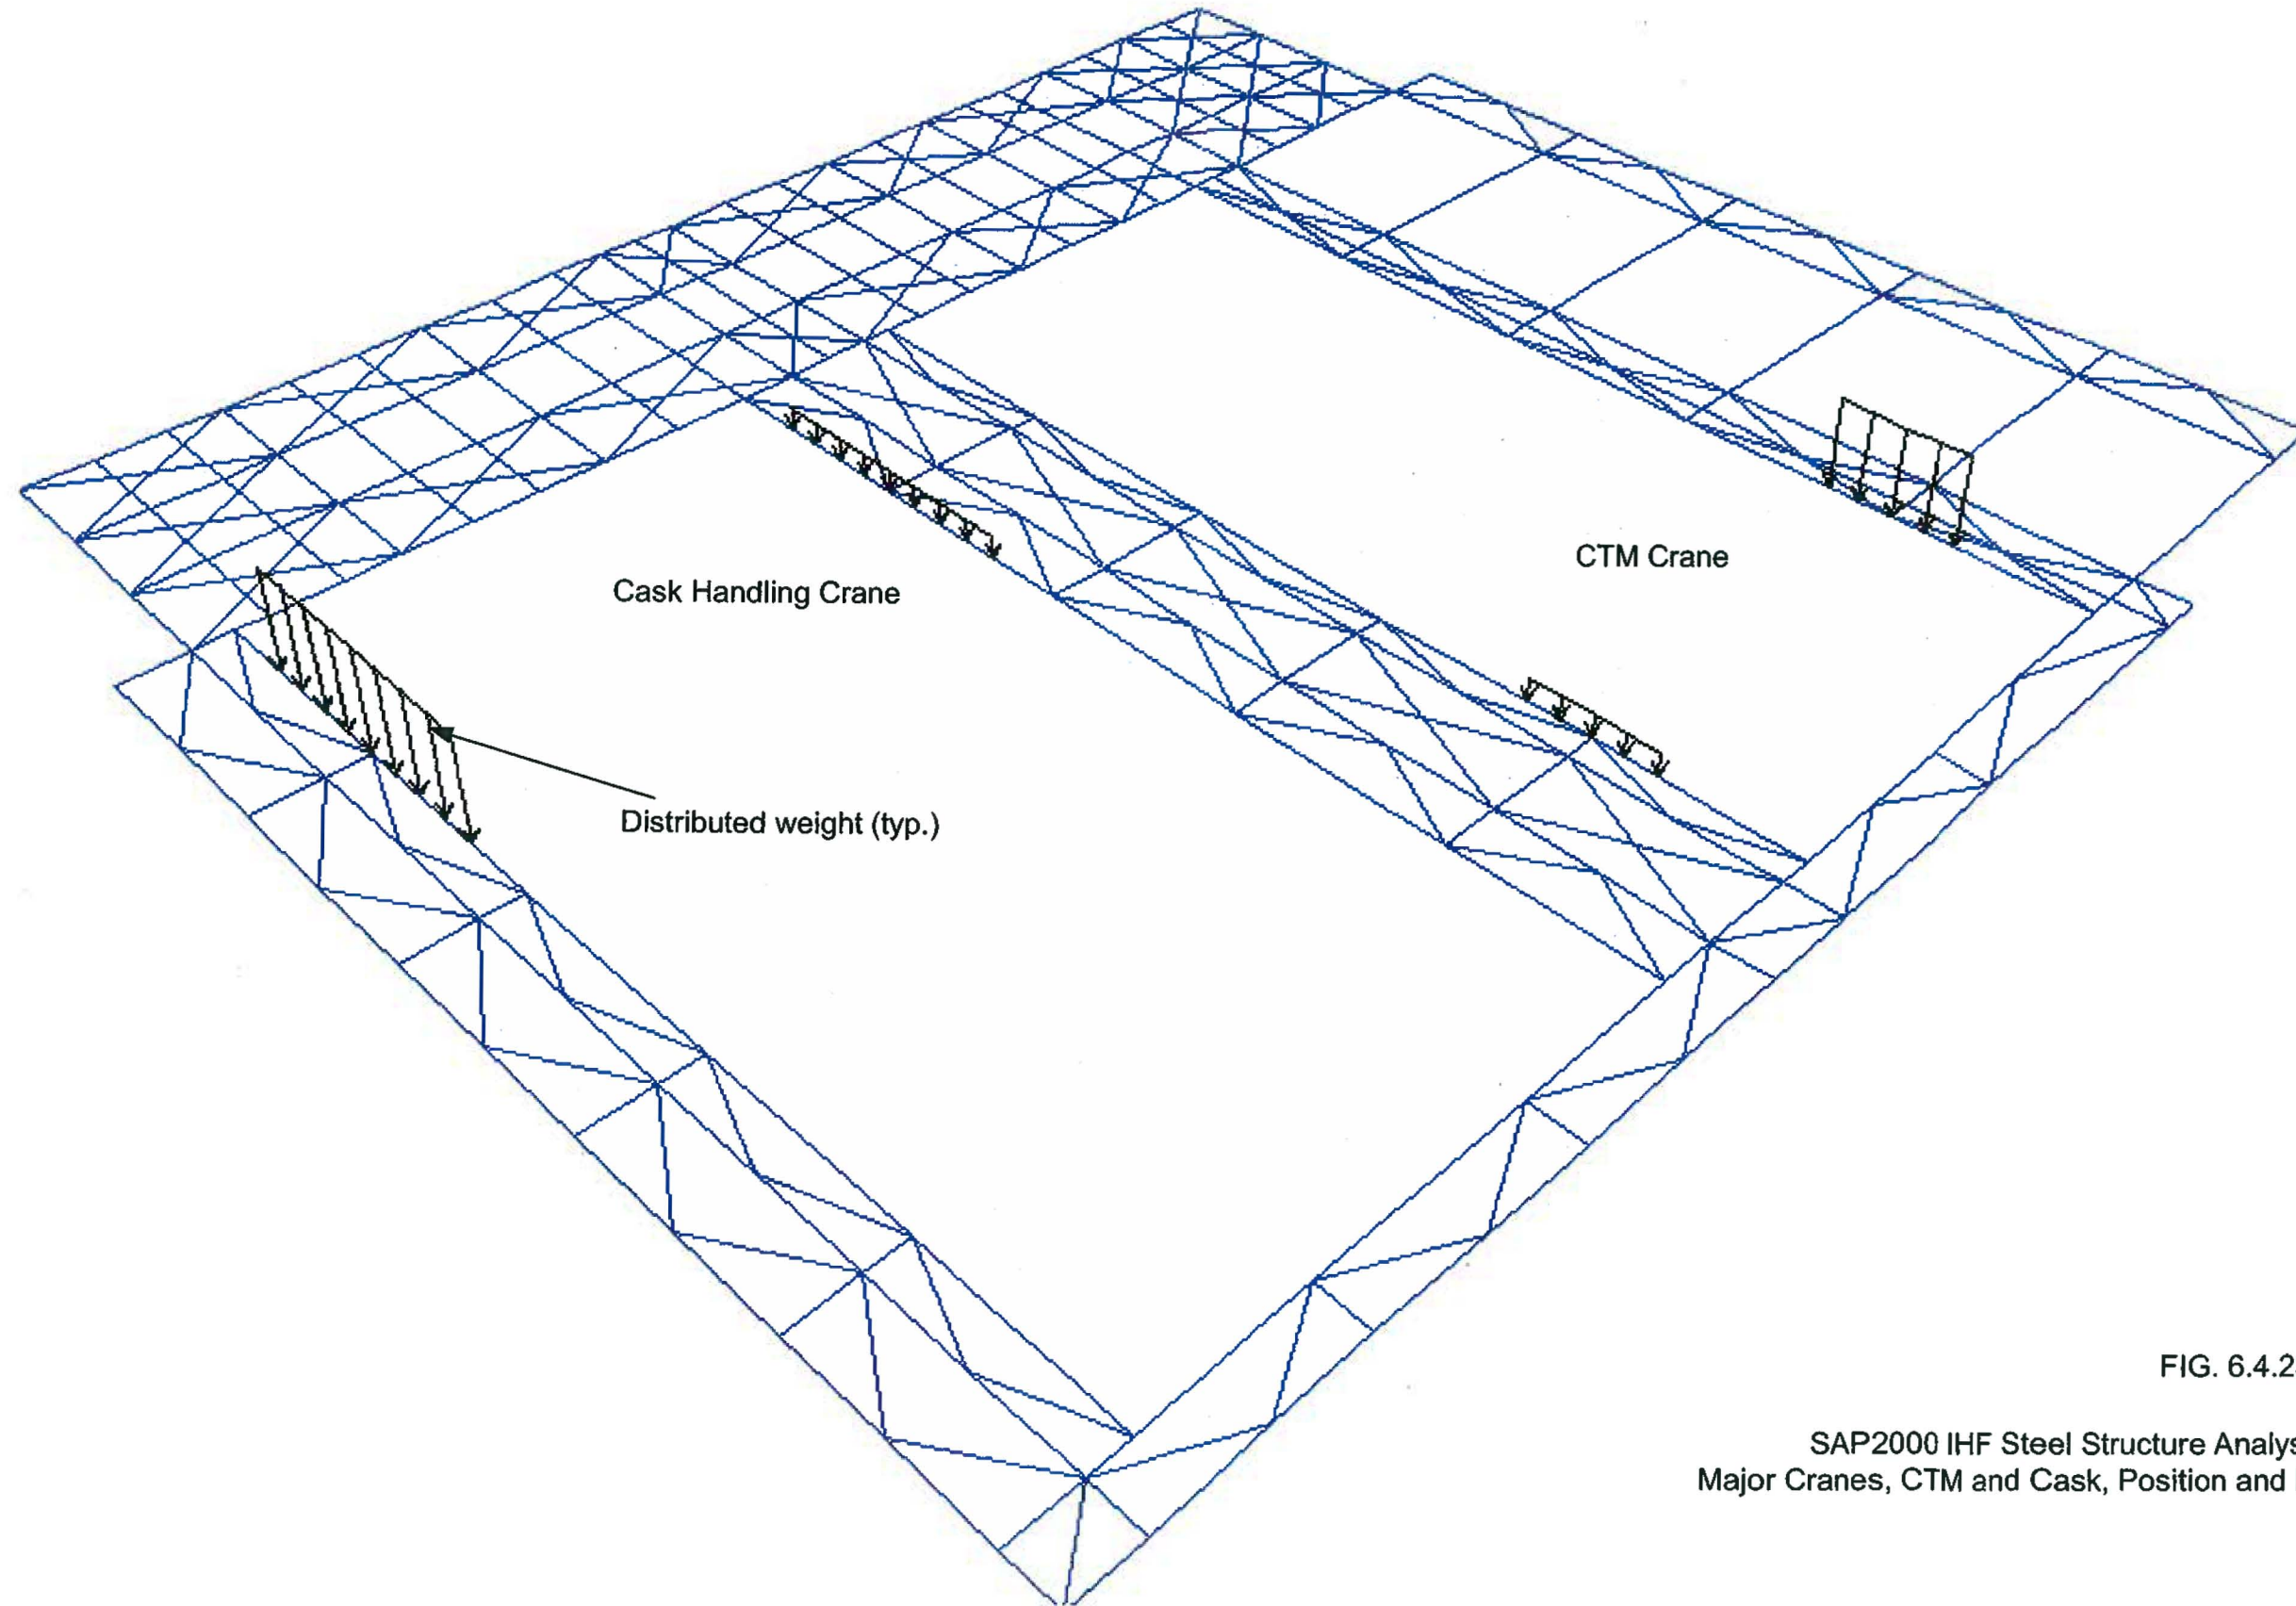 CTM Crane
Cask Handling Crane
Distributed weight (typ.)
FIG. 6.4.2
SAP2000 IHF Steel Structure
Major Cranes, CTM and Cask, Position and